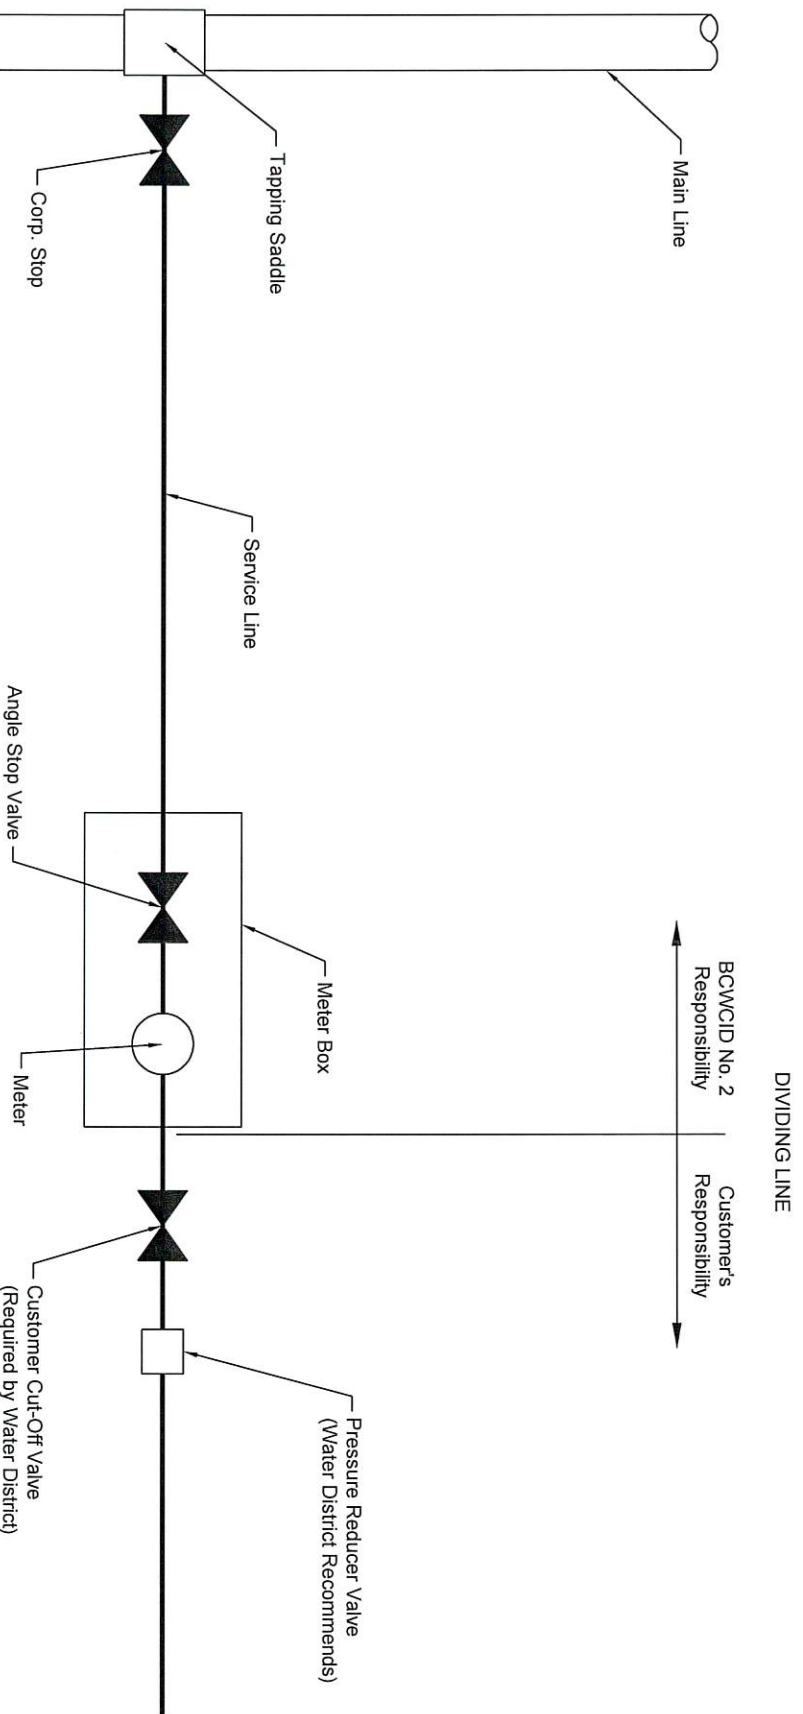 DIVIDING LINE
BCWCID No. 2
Responsibility
Customer's
Responsibility
Main Line
Tapping Saddle
Corp. Stop
Service Line
Angle Stop Valve
Meter Box
Meter
Pressure Reducer Valve
(Water District Recommends)
Customer Cut-Off Valve
(Required by Water District)